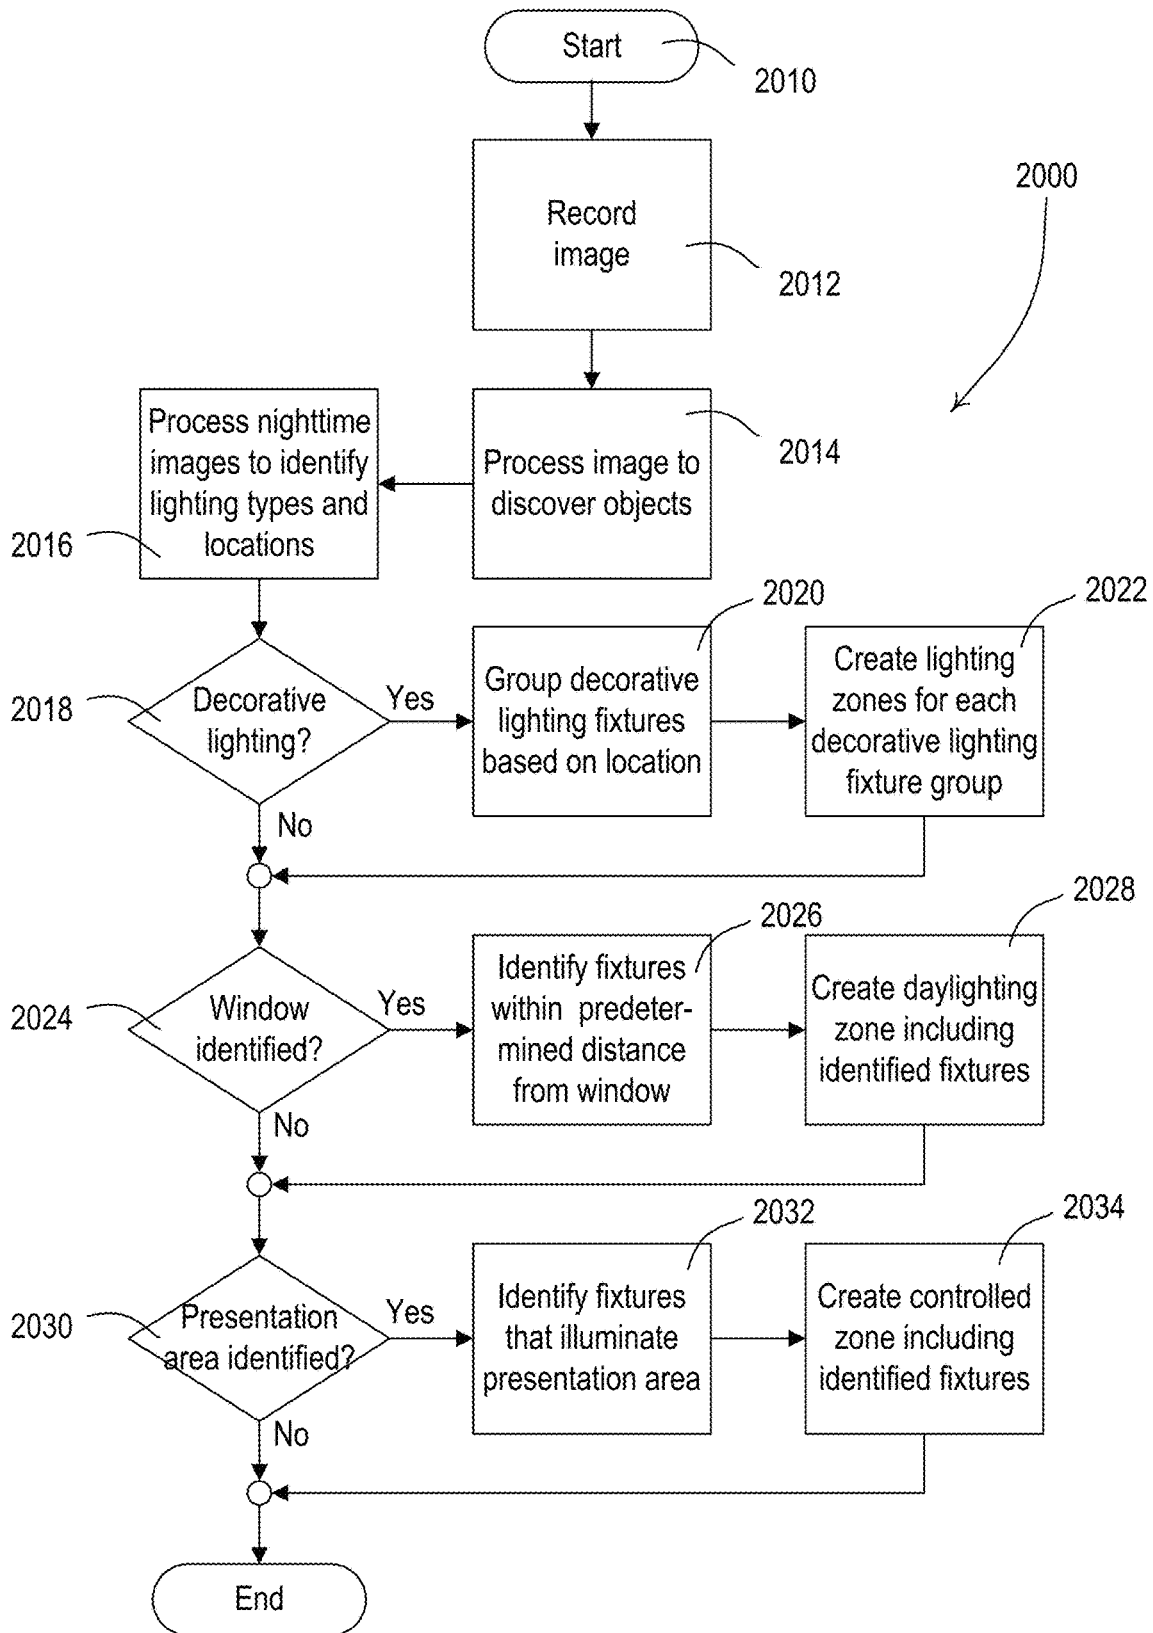 Start
2010
2000
Record
image
2012
Process nighttime
images to identify
lighting types and
locations
2016
Process image to
discover objects
2014
2018
Decorative
lighting?
Yes
No
Group decorative
lighting fixtures
based on location
2020
Create lighting
zones for each
decorative lighting
fixture group
2022
2024
Window
identified?
Yes
No
Identify fixtures
within predeter-
mined distance
from window
2026
Create daylighting
zone including
identified fixtures
2028
2030
Presentation
area identified?
Yes
No
Identify fixtures
that illuminate
presentation area
2032
Create controlled
zone including
identified fixtures
2034
End